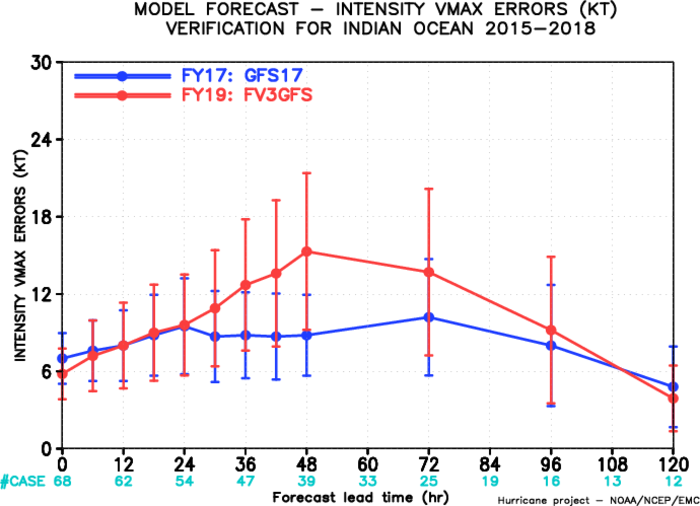 MODEL FORECAST – INTENSITY VMAX ERRORS (KT)
VERIFICATION FOR INDIAN OCEAN 2015–2018
FY17: GFS17
FY19: FV3GFS
INTENSITY VMAX ERRORS (KT)
30
24
18
12
6
0
0 12 24 36 48 60 72 84 96 108 120
#CASE 68 62 54 47 39 33 25 19 16 13 12
Forecast lead time (hr)
Hurricane project – NOAA/NCEP/EMC